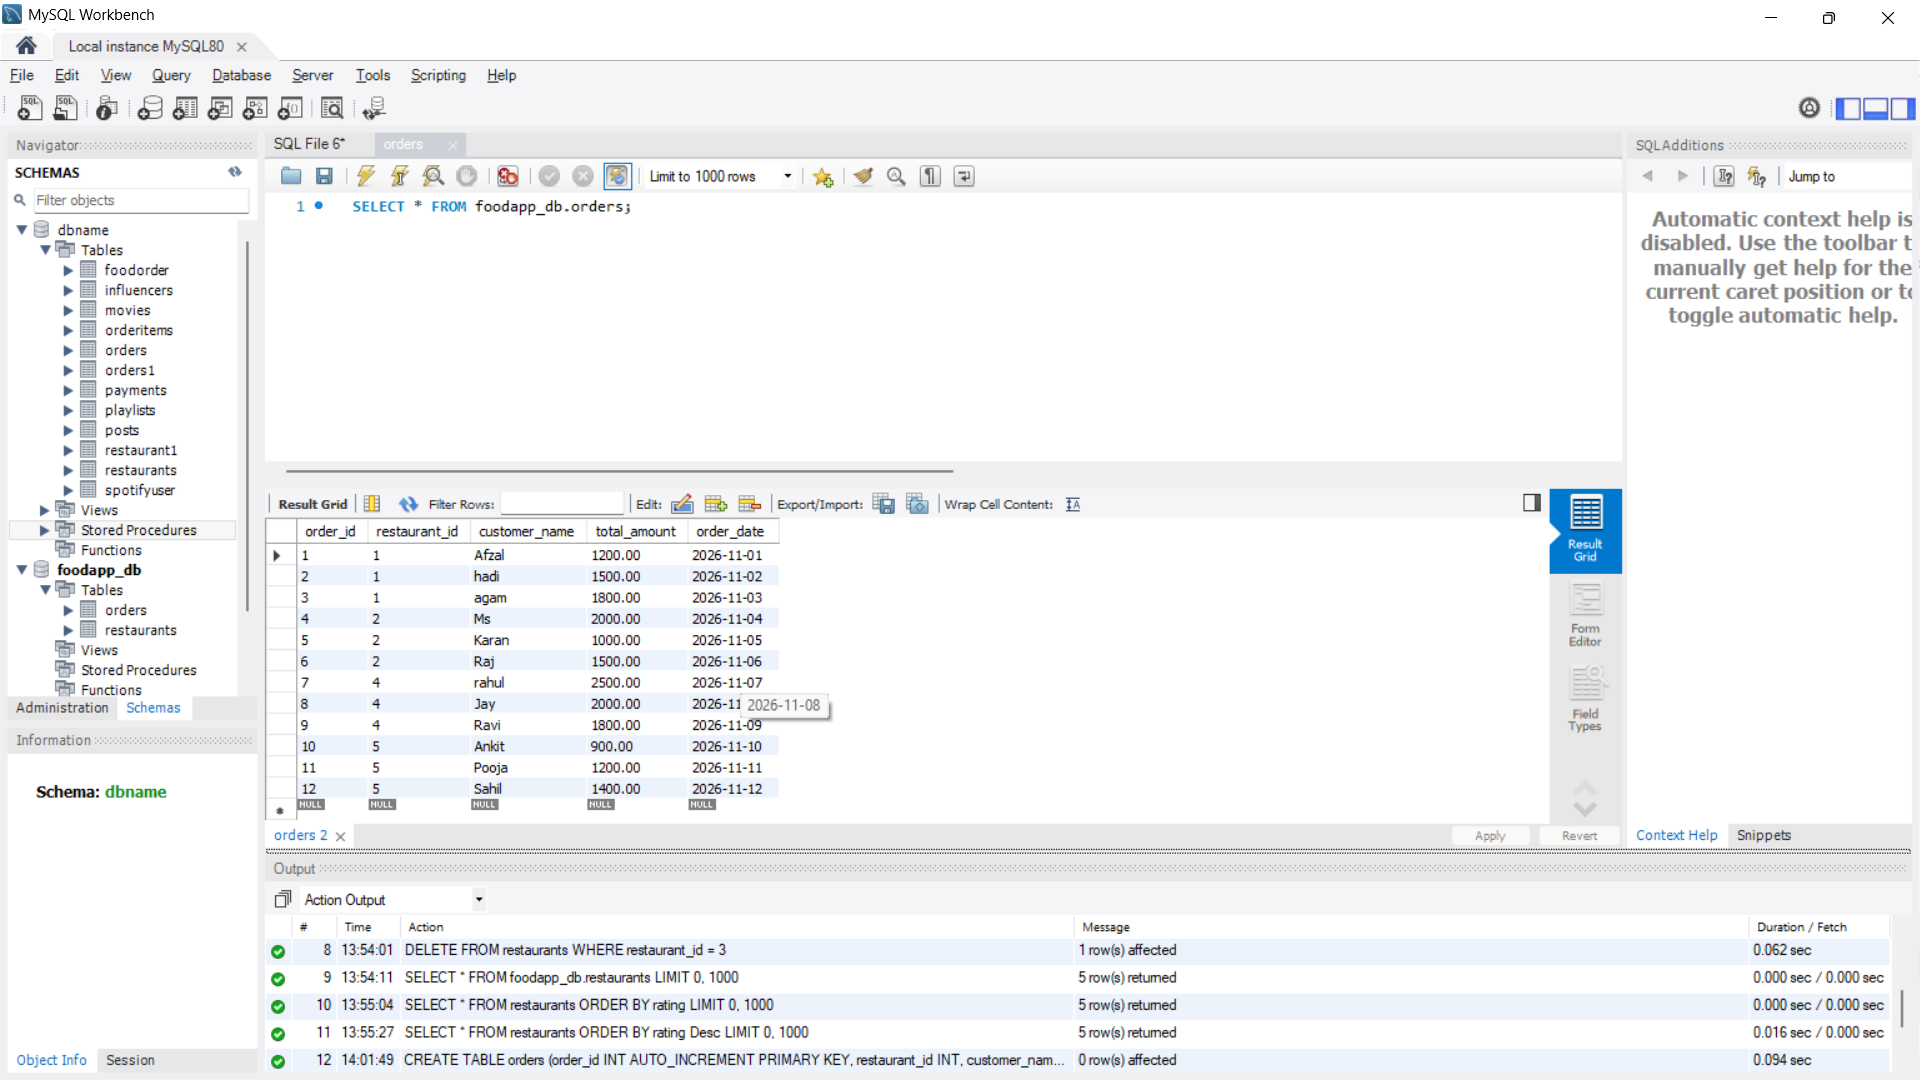 MySQL Workbench
Local instance MySQL80
File Edit View Query Database Server Tools Scripting Help
Navigator
SCHEMAS
Filter objects
dbname
Tables
foodorder
influencers
movies
orderitems
orders
orders1
payments
playlists
posts
restaurant1
restaurants
spotifyuser
Views
Stored Procedures
Functions
foodapp_db
Tables
orders
restaurants
Views
Stored Procedures
Functions
Administration Schemas
Information
Schema: dbname
Object Info Session
SQL File 6* orders
Limit to 1000 rows
1 SELECT * FROM foodapp_db.orders;
Result Grid Filter Rows: Edit: Export/Import: Wrap Cell Content:
order_id restaurant_id customer_name total_amount order_date
1 1 Afzal 1200.00 2026-11-01
2 1 hadi 1500.00 2026-11-02
3 1 agam 1800.00 2026-11-03
4 2 Ms 2000.00 2026-11-04
5 2 Karan 1000.00 2026-11-05
6 2 Raj 1500.00 2026-11-06
7 4 rahul 2500.00 2026-11-07
8 4 Jay 2000.00 2026-11
2026-11-08
9 4 Ravi 1800.00 2026-11-09
10 5 Ankit 900.00 2026-11-10
11 5 Pooja 1200.00 2026-11-11
12 5 Sahil 1400.00 2026-11-12
NULL NULL NULL NULL NULL
Result
Grid
Form
Editor
Field
Types
orders 2
Apply Revert
SQLAdditions
Jump to
Automatic context help is
disabled. Use the toolbar t
manually get help for the
current caret position or to
toggle automatic help.
Context Help Snippets
Output
Action Output
# Time Action Message Duration / Fetch
8 13:54:01 DELETE FROM restaurants WHERE restaurant_id = 3 1 row(s) affected 0.062 sec
9 13:54:11 SELECT * FROM foodapp_db.restaurants LIMIT 0, 1000 5 row(s) returned 0.000 sec / 0.000 sec
10 13:55:04 SELECT * FROM restaurants ORDER BY rating LIMIT 0, 1000 5 row(s) returned 0.000 sec / 0.000 sec
11 13:55:27 SELECT * FROM restaurants ORDER BY rating Desc LIMIT 0, 1000 5 row(s) returned 0.016 sec / 0.000 sec
12 14:01:49 CREATE TABLE orders (order_id INT AUTO_INCREMENT PRIMARY KEY, restaurant_id INT, customer_nam... 0 row(s) affected 0.094 sec